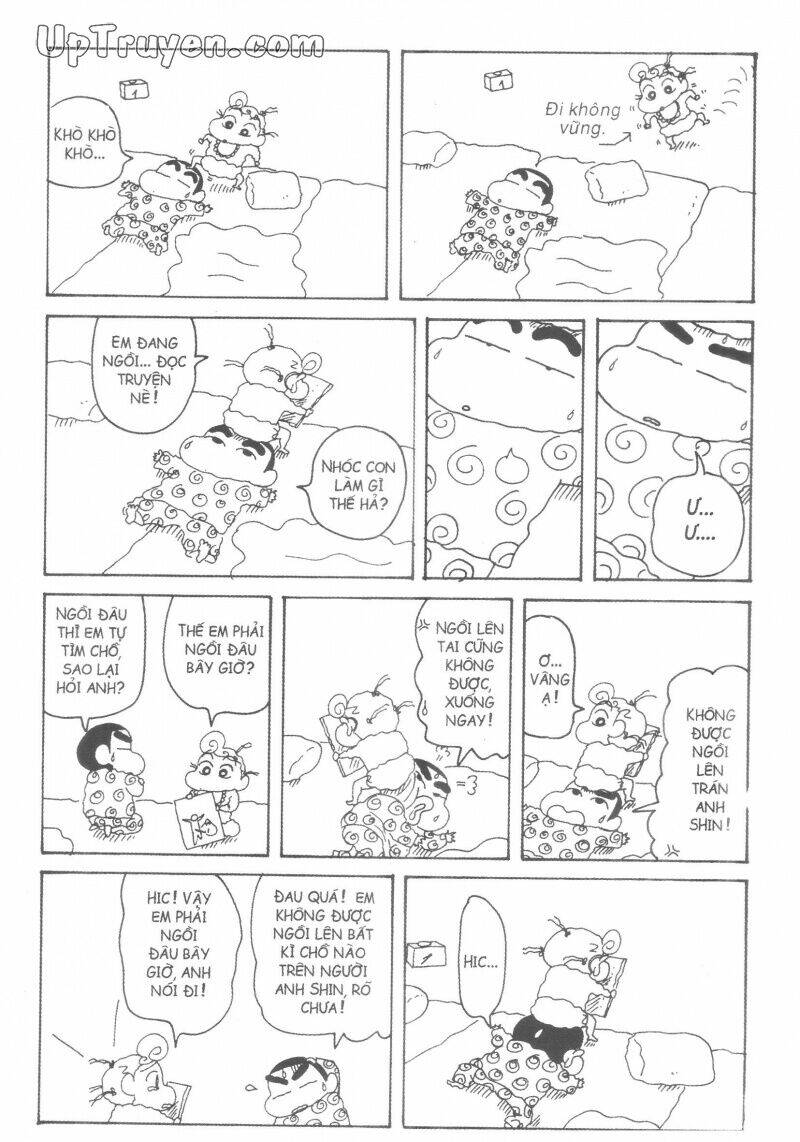 UpTruyen.com
1
KHÒ KHÒ
KHÒ...
1
Đi không
vững.
EM ĐANG
NGỒI... ĐỌC
TRUYỆN
NÈ!
NHÓC CON
LÀM GÌ
THẾ HẢ?
Ư...
Ư....
NGỒI ĐÂU
THÌ EM TỰ
TÌM CHỖ,
SAO LẠI
HỎI ANH?
THẾ EM PHẢI
NGỒI ĐÂU
BÂY GIỜ?
NGỒI LÊN
TAI CŨNG
KHÔNG
ĐƯỢC,
XUỐNG
NGAY!
Ơ...
VÂNG
Ạ!
KHÔNG
ĐƯỢC
NGỒI
LÊN
TRÁN
ANH
SHIN!
HIC! VẬY
EM PHẢI
NGỒI
ĐÂU BÂY
GIỜ, ANH
NÓI ĐI!
ĐAU QUÁ! EM
KHÔNG ĐƯỢC
NGỒI LÊN BẤT
KÌ CHỖ NÀO
TRÊN NGƯỜI
ANH SHIN, RÕ
CHƯA!
1
HIC...